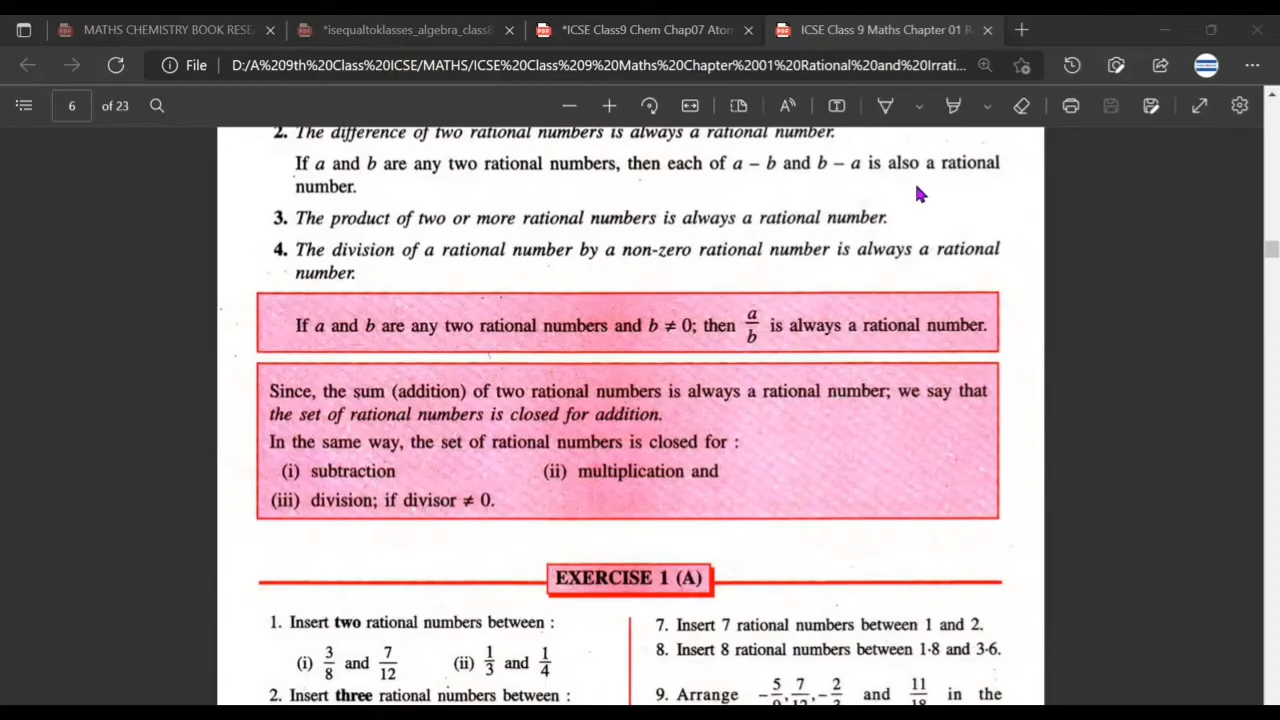 MATHS CHEMISTRY BOOK RESE
*isequaltoklasses_algebra_class8
*ICSE Class9 Chem Chap07 Atom
ICSE Class 9 Maths Chapter 01 R
File
D:/A%209th%20Class%20ICSE/MATHS/ICSE%20Class%209%20Maths%20Chapter%2001%20Rational%20and%20Irrati...
6 of 23
2. The difference of two rational numbers is always a rational number.
If a and b are any two rational numbers, then each of a – b and b – a is also a rational
number.
3. The product of two or more rational numbers is always a rational number.
4. The division of a rational number by a non-zero rational number is always a rational
number.
If a and b are any two rational numbers and b ≠ 0; then a/b is always a rational number.
Since, the sum (addition) of two rational numbers is always a rational number; we say that
the set of rational numbers is closed for addition.
In the same way, the set of rational numbers is closed for :
(i) subtraction (ii) multiplication and
(iii) division; if divisor ≠ 0.
EXERCISE 1 (A)
1. Insert two rational numbers between :
(i) 3/8 and 7/12 (ii) 1/3 and 1/4
2. Insert three rational numbers between :
7. Insert 7 rational numbers between 1 and 2.
8. Insert 8 rational numbers between 1·8 and 3·6.
9. Arrange -5/9, 7/12, -2/3 and 11/18 in the